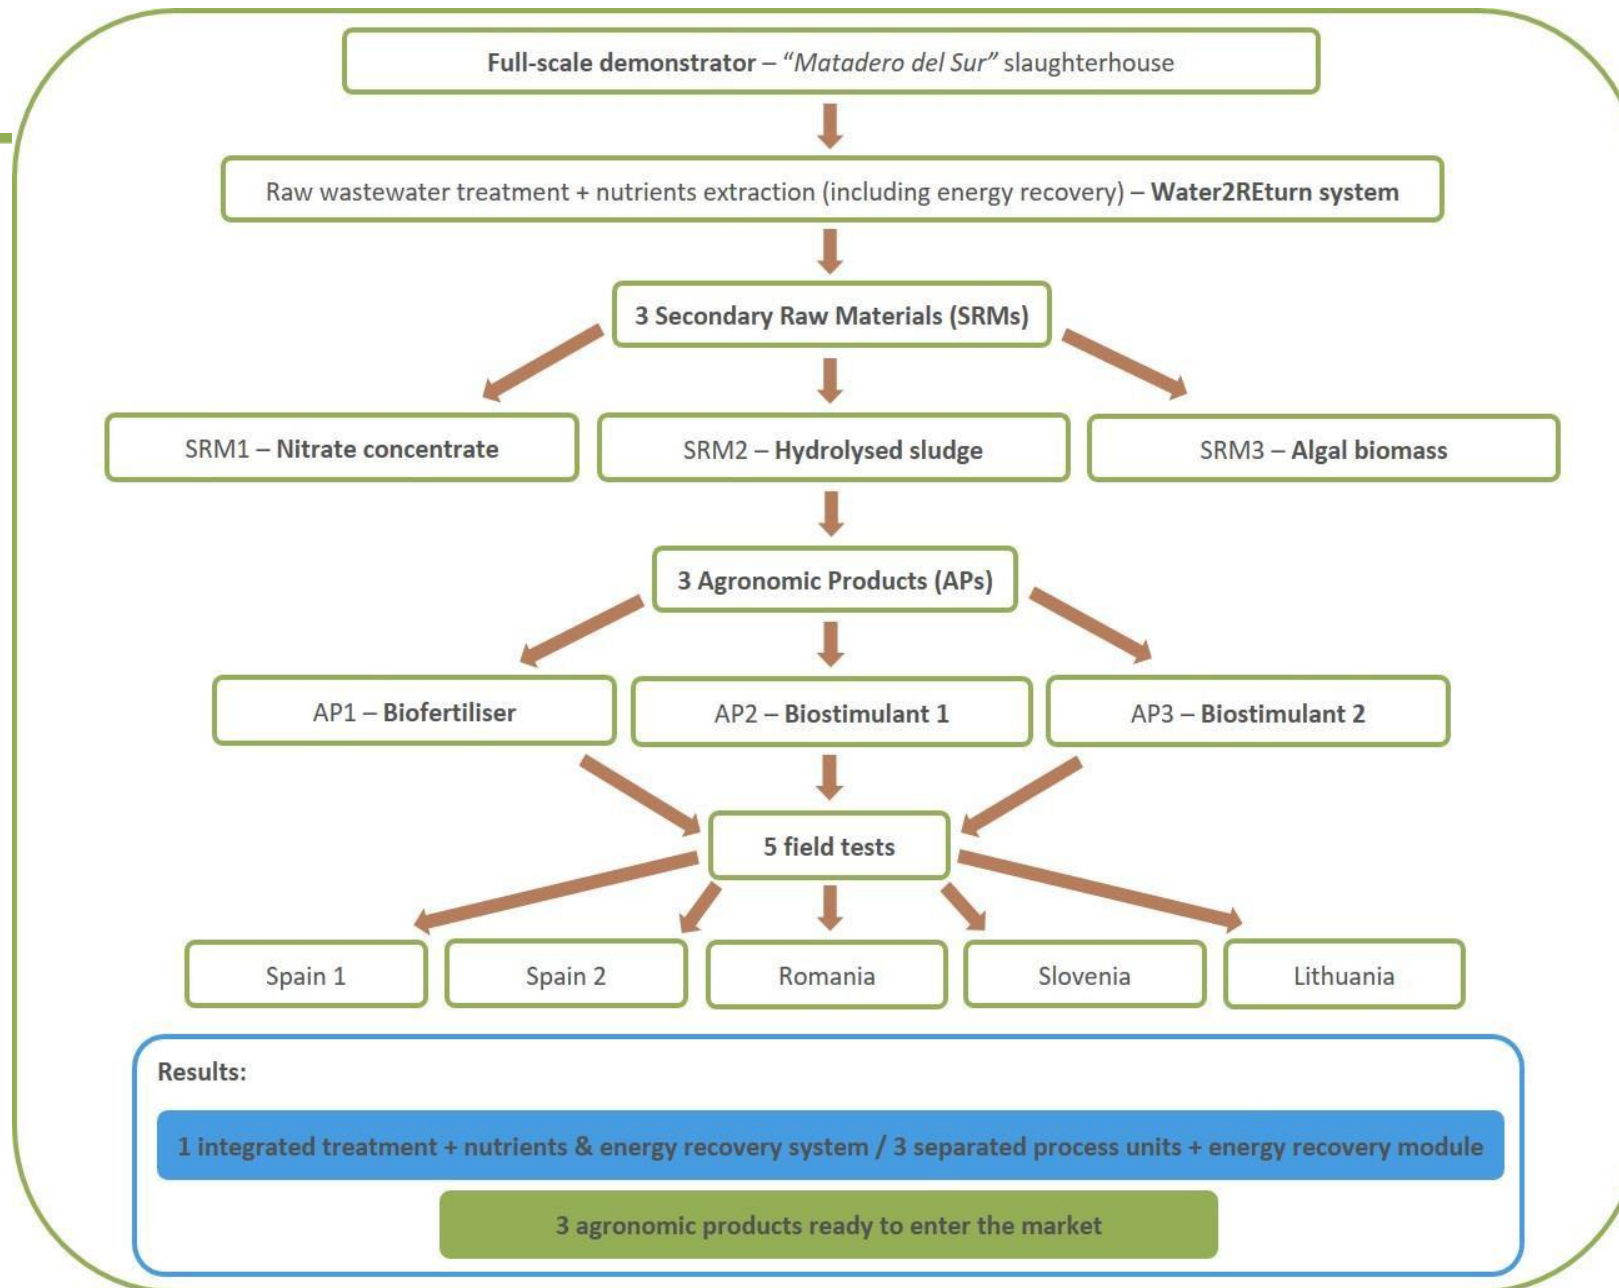 Full-scale demonstrator – “Matadero del Sur” slaughterhouse
Raw wastewater treatment + nutrients extraction (including energy recovery) – Water2REturn system
3 Secondary Raw Materials (SRMs)
SRM1 – Nitrate concentrate
SRM2 – Hydrolysed sludge
SRM3 – Algal biomass
3 Agronomic Products (APs)
AP1 – Biofertiliser
AP2 – Biostimulant 1
AP3 – Biostimulant 2
5 field tests
Spain 1
Spain 2
Romania
Slovenia
Lithuania
Results:
1 integrated treatment + nutrients & energy recovery system / 3 separated process units + energy recovery module
3 agronomic products ready to enter the market